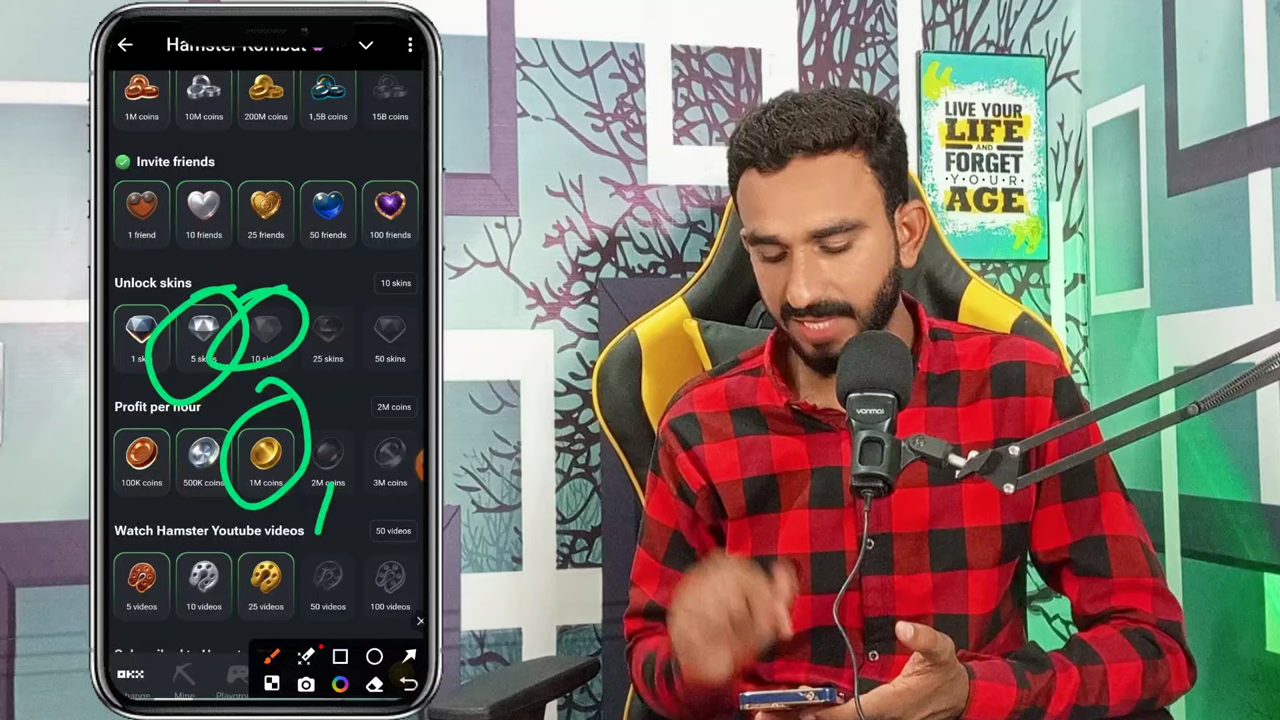 Hamster Kombat
1M coins
10M coins
200M coins
1,5B coins
15B coins
Invite friends
1 friend
10 friends
25 friends
50 friends
100 friends
Unlock skins
10 skins
5 skins
25 skins
50 skins
Profit per hour
2M coins
100K coins
500K coins
1M coins
2M coins
3M coins
Watch Hamster Youtube videos
50 videos
5 videos
10 videos
25 videos
50 videos
100 videos
Mine
LIVE YOUR
LIFE
AND
FORGET
YOUR
AGE